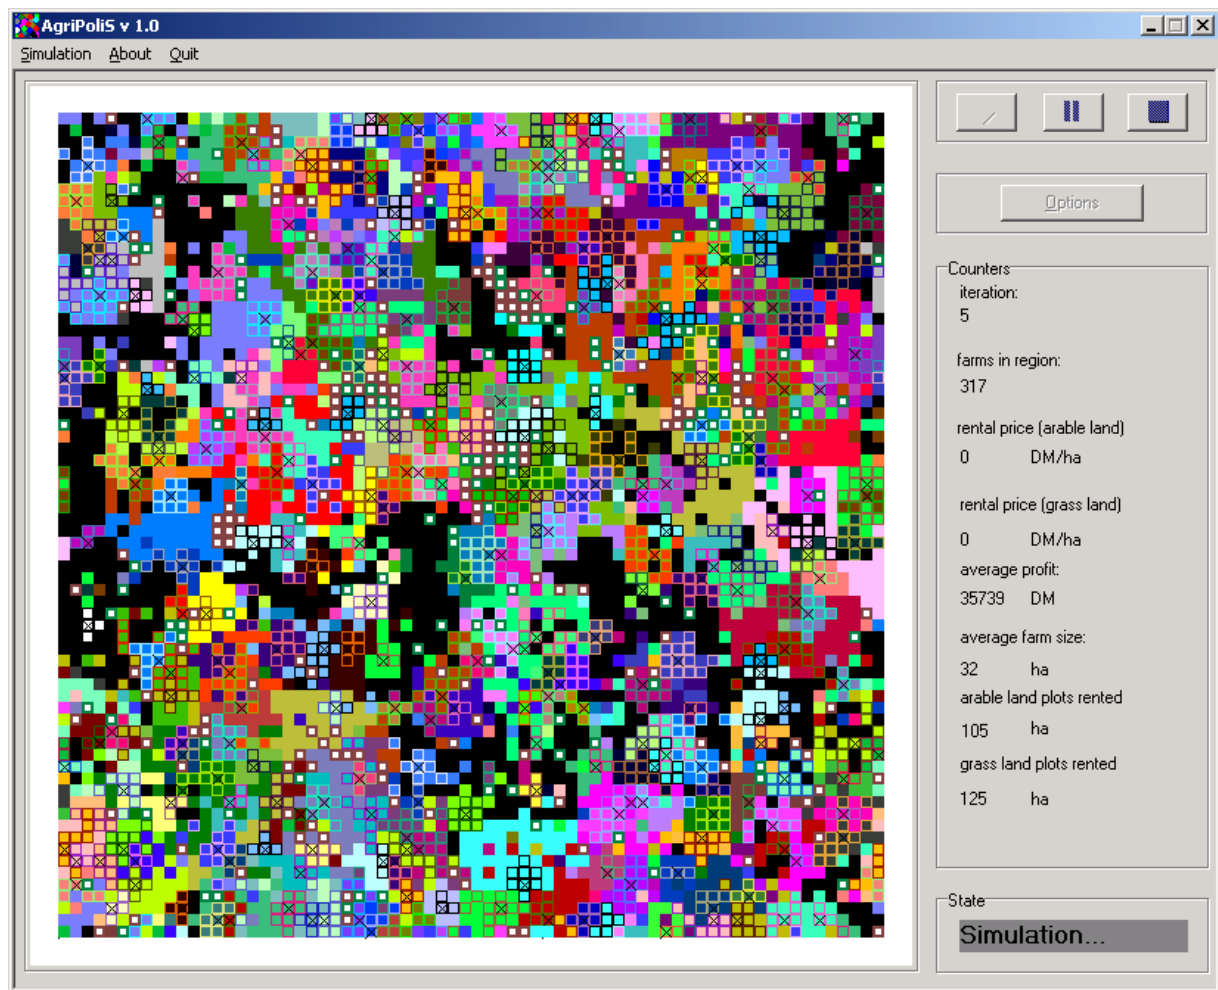 AgriPoliS v 1.0
Simulation About Quit
Options
Counters
iteration:
5
farms in region:
317
rental price (arable land)
0 DM/ha
rental price (grass land)
0 DM/ha
average profit:
35739 DM
average farm size:
32 ha
arable land plots rented
105 ha
grass land plots rented
125 ha
State
Simulation...